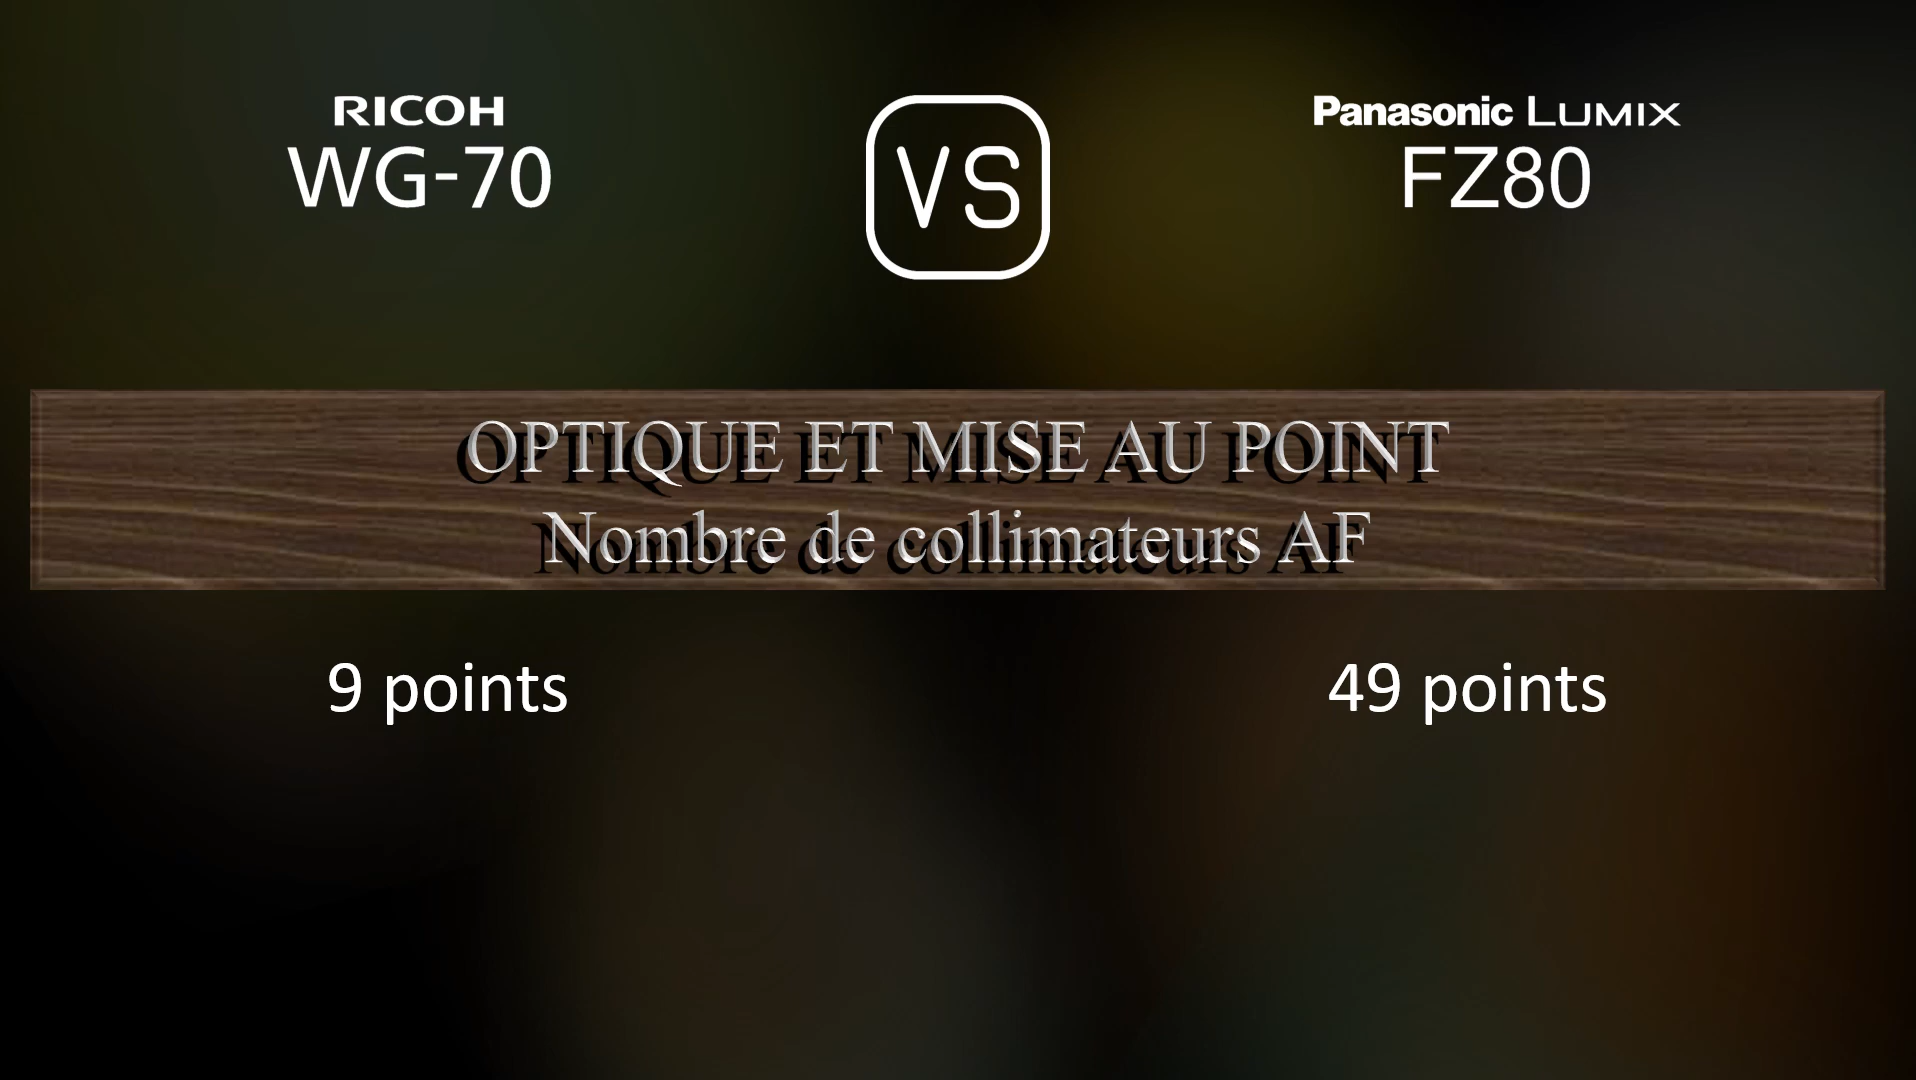 RICOH
WG-70
VS
Panasonic LUMIX
FZ80
OPTIQUE ET MISE AU POINT
Nombre de collimateurs AF
9 points
49 points